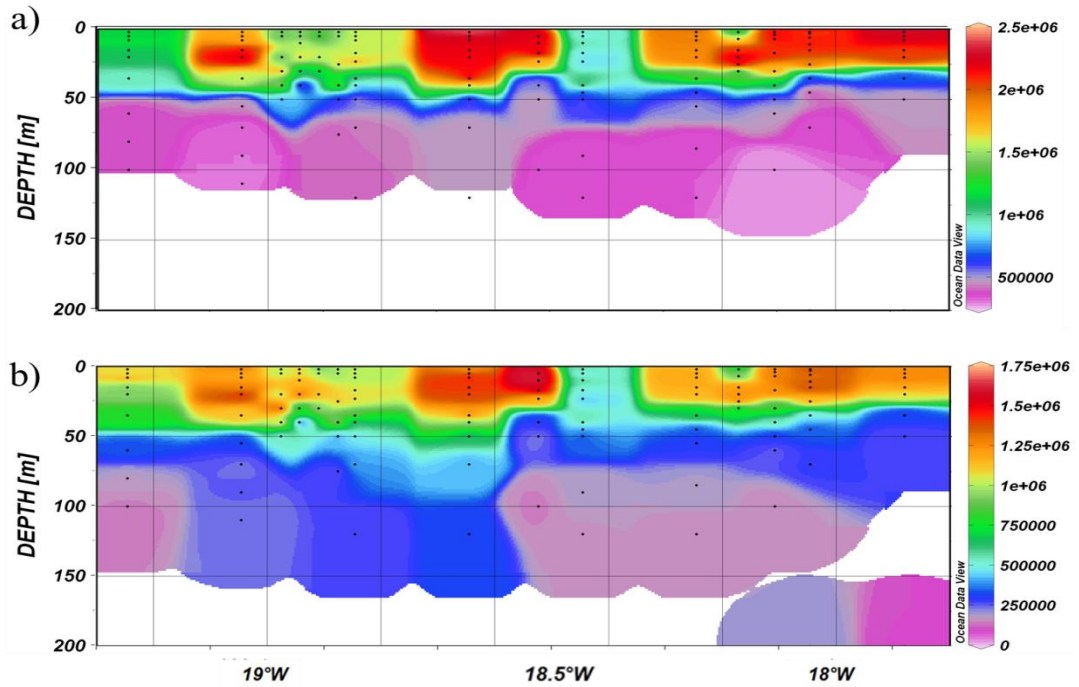 a)
0
50
100
150
200
DEPTH [m]
2.5e+06
2e+06
1.5e+06
1e+06
500000
Ocean Data View
b)
0
50
100
150
200
DEPTH [m]
1.75e+06
1.5e+06
1.25e+06
1e+06
750000
500000
250000
0
Ocean Data View
19°W
18.5°W
18°W